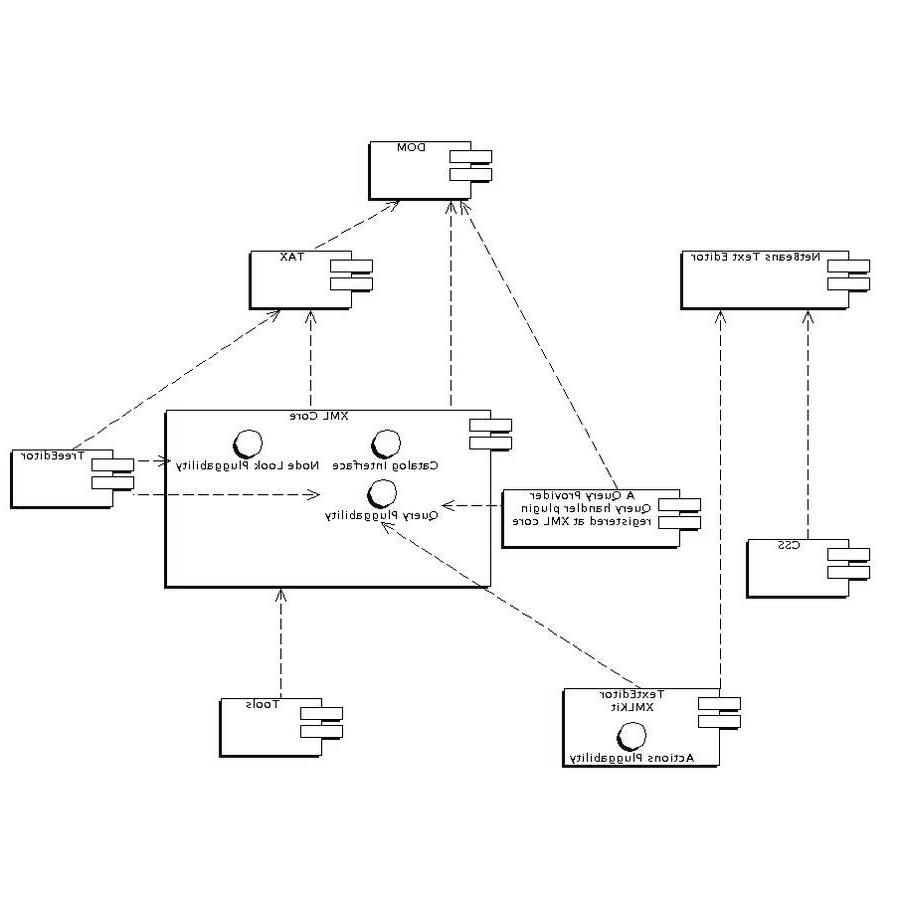 DOM
TAX
NetBeans Text Editor
XML Core
Node Look Pluggability
Catalog Interface
TreeEditor
Query Pluggability
A Query Provider
Query handler plugin
registered at XML core
CSS
Tools
TextEditor
XMLKit
Actions Pluggability